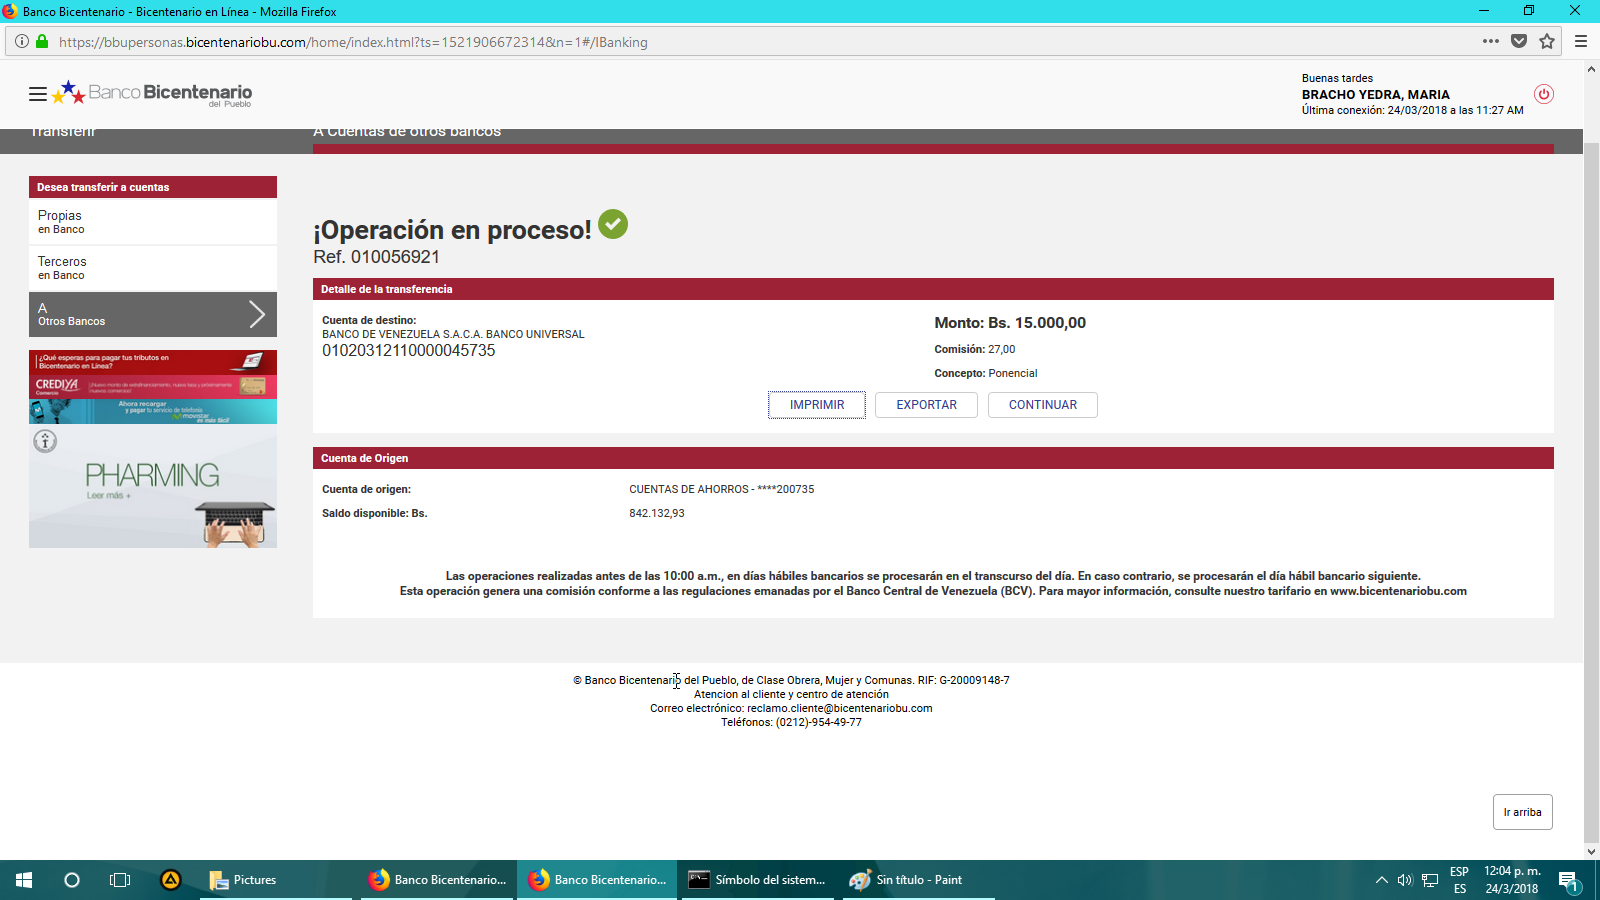 Banco Bicentenario - Bicentenario en Línea - Mozilla Firefox
https://bbupersonas.bicentenariobu.com/home/index.html?ts=1521906672314&n=1#/IBanking
Banco Bicentenario
del Pueblo
Buenas tardes
BRACHO YEDRA, MARIA
Última conexión: 24/03/2018 a las 11:27 AM
Transferir
A Cuentas de otros bancos
Desea transferir a cuentas
Propias
en Banco
Terceros
en Banco
A
Otros Bancos
¿Qué esperas para pagar tus tributos en
Bicentenario en Línea?
CREDIYA
Comercio
Ahora recargar
y pagar tu servicio de telefonía
movistar
es más fácil
PHARMING
Leer más +
¡Operación en proceso!
Ref. 010056921
Detalle de la transferencia
Cuenta de destino:
BANCO DE VENEZUELA S.A.C.A. BANCO UNIVERSAL
01020312110000045735
Monto: Bs. 15.000,00
Comisión: 27,00
Concepto: Ponencial
IMPRIMIR
EXPORTAR
CONTINUAR
Cuenta de Origen
Cuenta de origen: CUENTAS DE AHORROS - ****200735
Saldo disponible: Bs. 842.132,93
Las operaciones realizadas antes de las 10:00 a.m., en días hábiles bancarios se procesarán en el transcurso del día. En caso contrario, se procesarán el día hábil bancario siguiente.
Esta operación genera una comisión conforme a las regulaciones emanadas por el Banco Central de Venezuela (BCV). Para mayor información, consulte nuestro tarifario en www.bicentenariobu.com
© Banco Bicentenario del Pueblo, de Clase Obrera, Mujer y Comunas. RIF: G-20009148-7
Atencion al cliente y centro de atención
Correo electrónico: reclamo.cliente@bicentenariobu.com
Teléfonos: (0212)-954-49-77
Ir arriba
Pictures
Banco Bicentenario...
Banco Bicentenario...
Símbolo del sistem...
Sin título - Paint
ESP
ES
12:04 p. m.
24/3/2018
1